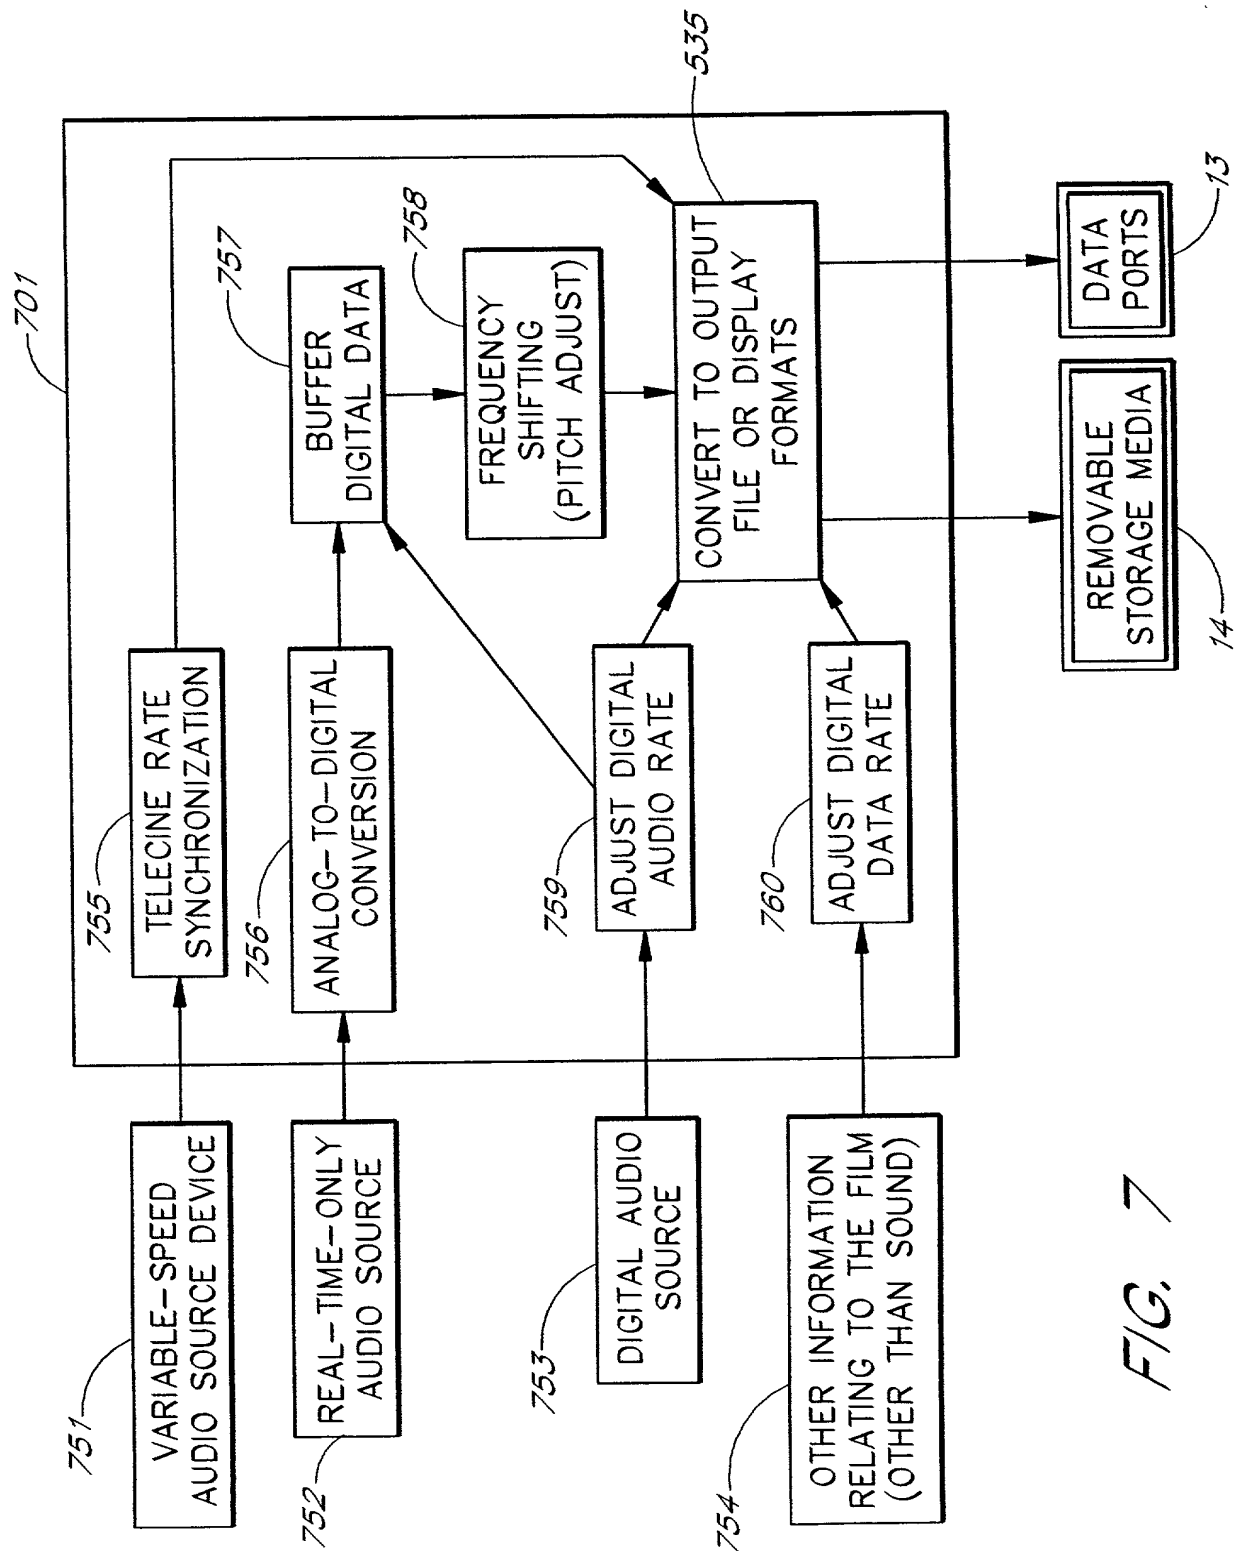 701
751
VARIABLE-SPEED
AUDIO SOURCE DEVICE
755
TELECINE RATE
SYNCHRONIZATION
752
REAL-TIME-ONLY
AUDIO SOURCE
756
ANALOG-TO-DIGITAL
CONVERSION
757
BUFFER
DIGITAL DATA
758
FREQUENCY
SHIFTING
(PITCH ADJUST)
753
DIGITAL AUDIO
SOURCE
759
ADJUST DIGITAL
AUDIO RATE
535
CONVERT TO OUTPUT
FILE OR DISPLAY
FORMATS
754
OTHER INFORMATION
RELATING TO THE FILM
(OTHER THAN SOUND)
760
ADJUST DIGITAL
DATA RATE
REMOVABLE
STORAGE MEDIA
14
DATA
PORTS
13
FIG. 7